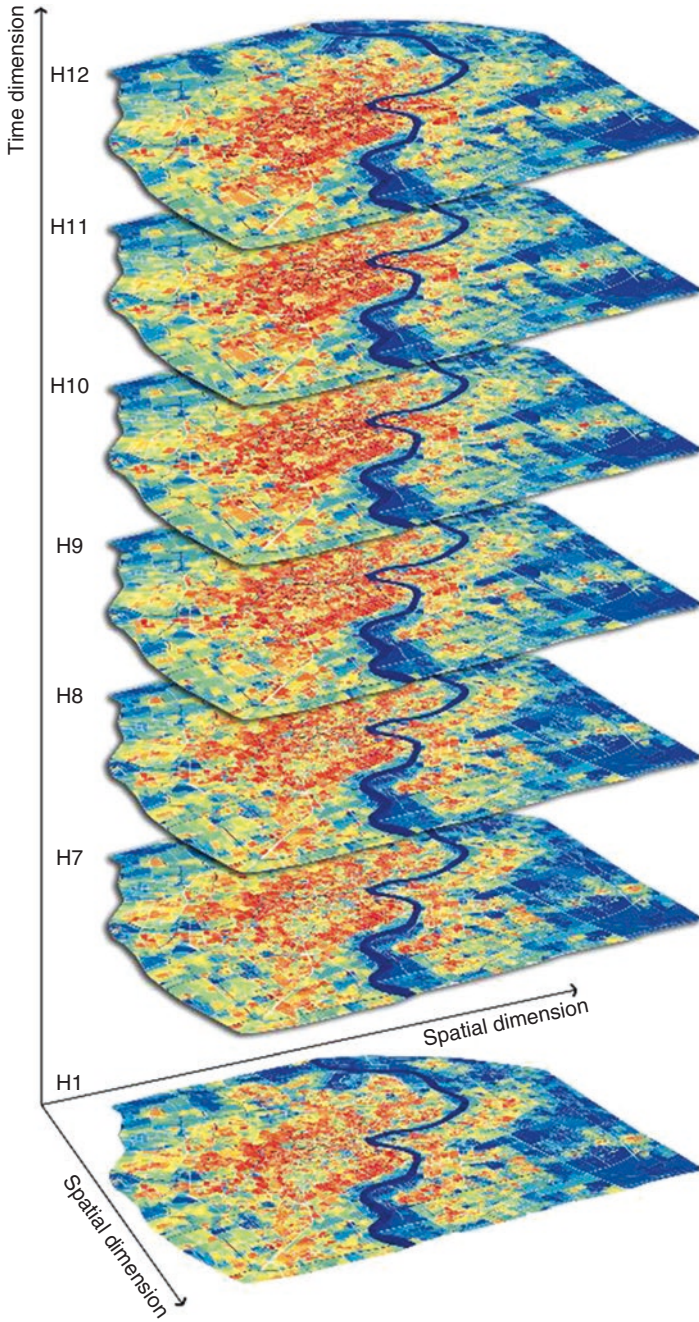 Time dimension
H12
H11
H10
H9
H8
H7
Spatial dimension
H1
Spatial dimension